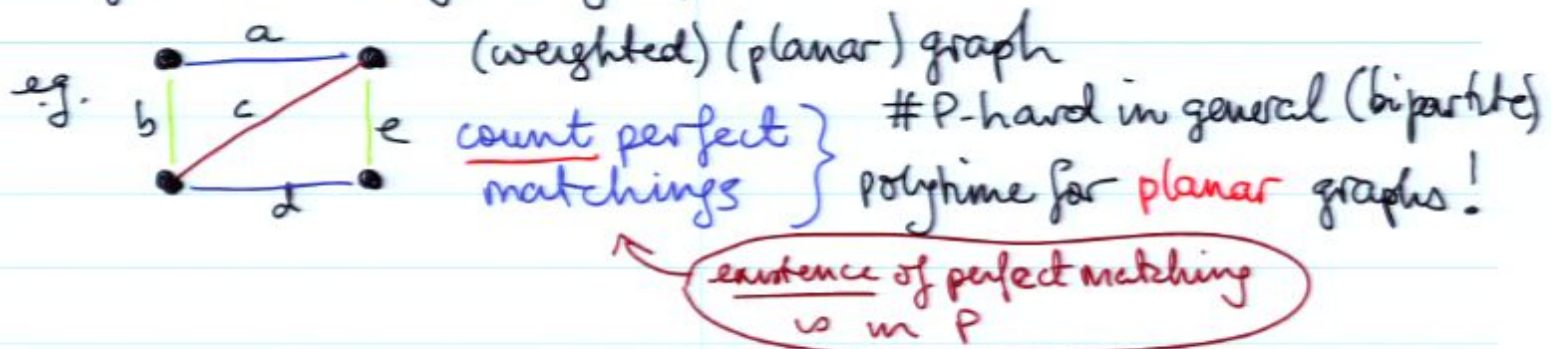 e.g. a (weighted) (planar) graph
b c e count perfect matchings } #P-hard in general (bipartite)
d polytime for planar graphs!
existence of perfect matching
is in P